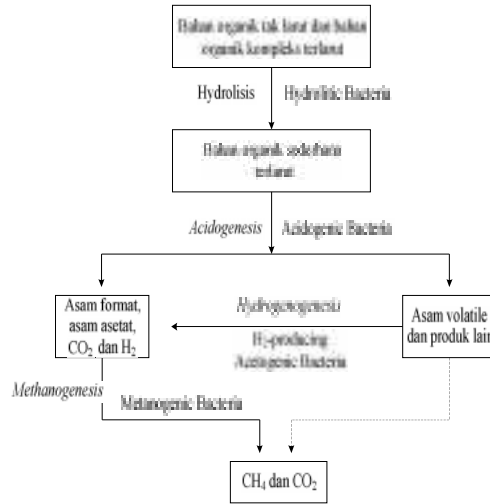 Bahan organik tak larut dan bahan
organik kompleks terlarut
Hydrolisis
Hydrolitic Bacteria
Bahan organik sederhana
terlarut
Acidogenesis
Acidogenic Bacteria
Asam format,
asam asetat,
CO₂ dan H₂
Hydrogenogenesis
H₂-producing
Acetogenic Bacteria
Asam volatile
dan produk lain
Methanogenesis
Metanogenic Bacteria
CH₄ dan CO₂